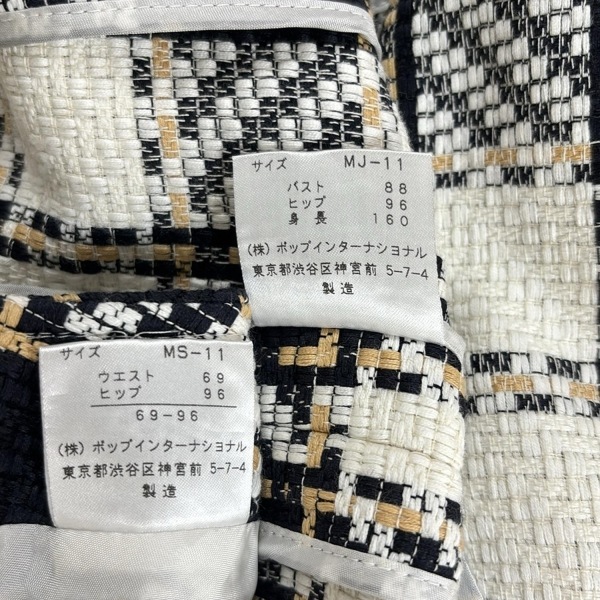 サイズ MJ-11
バスト 88
ヒップ 96
身長 160
(株)ポップインターナショナル
東京都渋谷区神宮前 5-7-4
製造
サイズ MS-11
ウエスト 69
ヒップ 96
69-96
(株)ポップインターナショナル
東京都渋谷区神宮前 5-7-4
製造